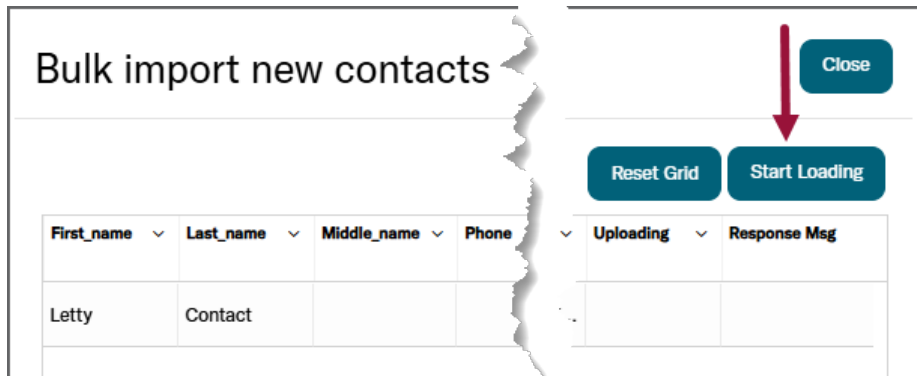 Bulk import new contacts
Close
Reset Grid Start Loading
First_name Last_name Middle_name Phone Uploading Response Msg
Letty Contact